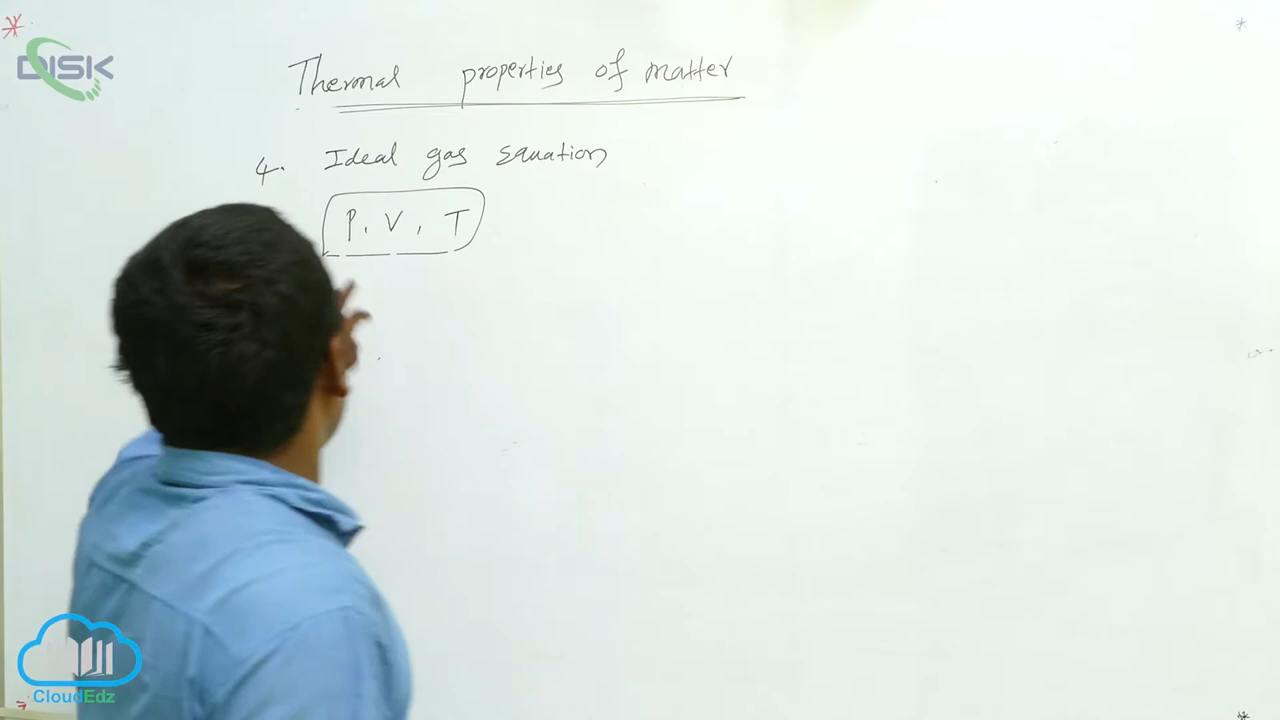 DISK
Thermal properties of matter
4. Ideal gas equation
P, V, T
CloudEdz